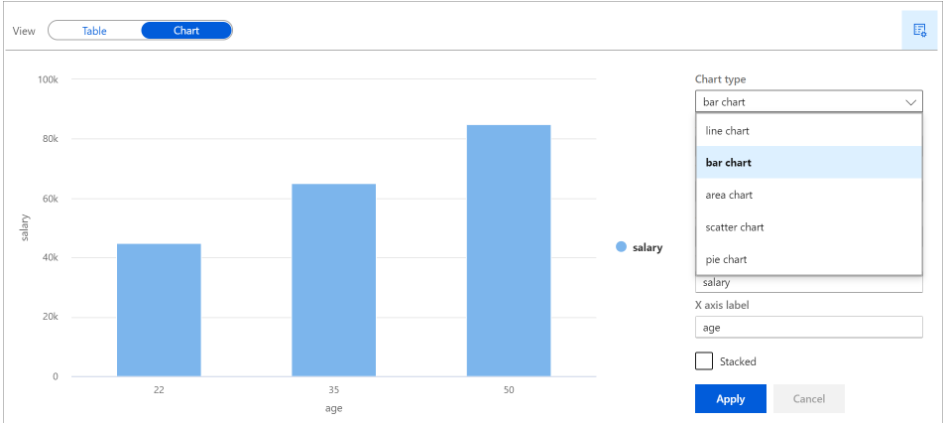 View
Table
Chart
100k
80k
60k
40k
20k
0
salary
22
35
50
age
salary
Chart type
bar chart
line chart
bar chart
area chart
scatter chart
pie chart
salary
X axis label
age
Stacked
Apply
Cancel